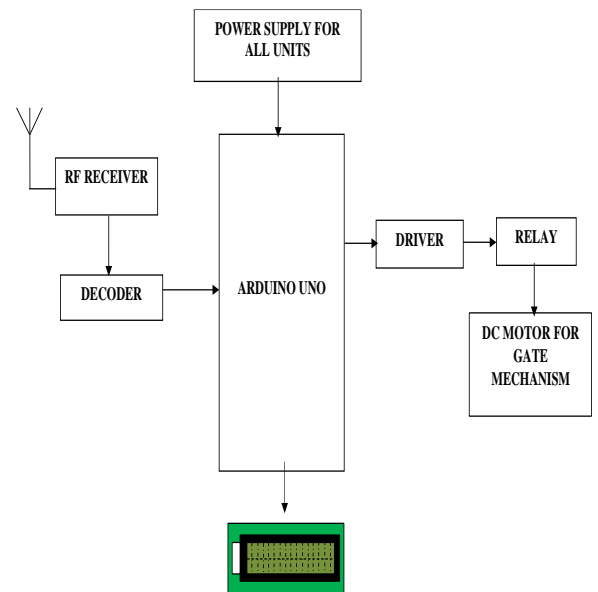 POWER SUPPLY FOR
ALL UNITS
RF RECEIVER
DECODER
ARDUINO UNO
DRIVER
RELAY
DC MOTOR FOR
GATE
MECHANISM